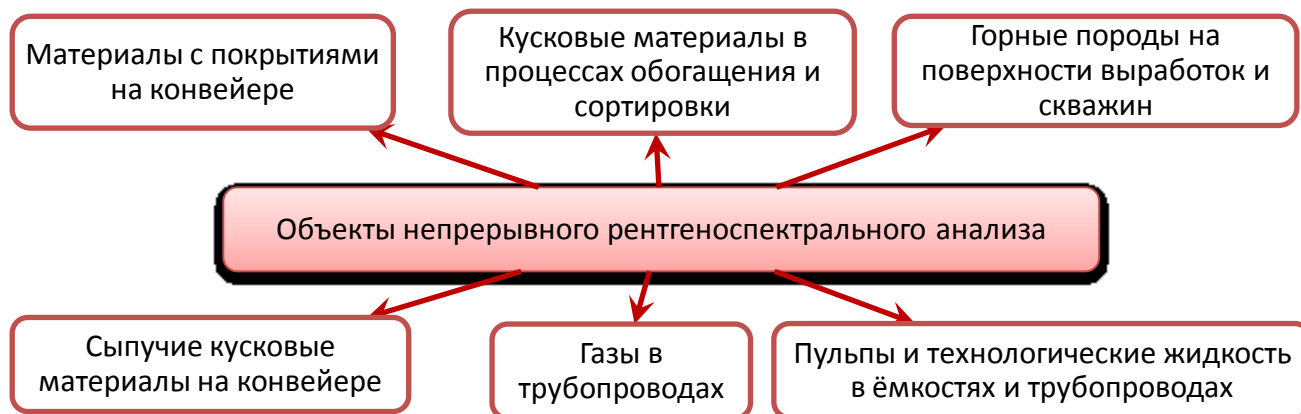 Материалы с покрытиями
на конвейере
Кусковые материалы в
процессах обогащения и
сортировки
Горные породы на
поверхности выработок и
скважин
Объекты непрерывного рентгеноспектрального анализа
Сыпучие кусковые
материалы на конвейере
Газы в
трубопроводах
Пульпы и технологические жидкость
в ёмкостях и трубопроводах